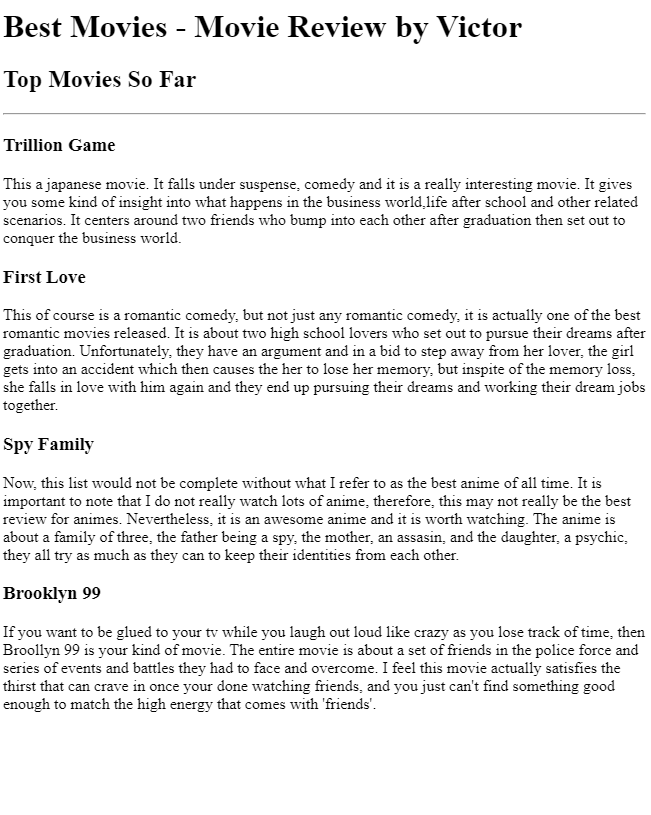 Best Movies - Movie Review by Victor
Top Movies So Far
Trillion Game
This a japanese movie. It falls under suspense, comedy and it is a really interesting movie. It gives
you some kind of insight into what happens in the business world,life after school and other related
scenarios. It centers around two friends who bump into each other after graduation then set out to
conquer the business world.
First Love
This of course is a romantic comedy, but not just any romantic comedy, it is actually one of the best
romantic movies released. It is about two high school lovers who set out to pursue their dreams after
graduation. Unfortunately, they have an argument and in a bid to step away from her lover, the girl
gets into an accident which then causes the her to lose her memory, but inspite of the memory loss,
she falls in love with him again and they end up pursuing their dreams and working their dream jobs
together.
Spy Family
Now, this list would not be complete without what I refer to as the best anime of all time. It is
important to note that I do not really watch lots of anime, therefore, this may not really be the best
review for animes. Nevertheless, it is an awesome anime and it is worth watching. The anime is
about a family of three, the father being a spy, the mother, an assasin, and the daughter, a psychic,
they all try as much as they can to keep their identities from each other.
Brooklyn 99
If you want to be glued to your tv while you laugh out loud like crazy as you lose track of time, then
Broollyn 99 is your kind of movie. The entire movie is about a set of friends in the police force and
series of events and battles they had to face and overcome. I feel this movie actually satisfies the
thirst that can crave in once your done watching friends, and you just can't find something good
enough to match the high energy that comes with 'friends'.